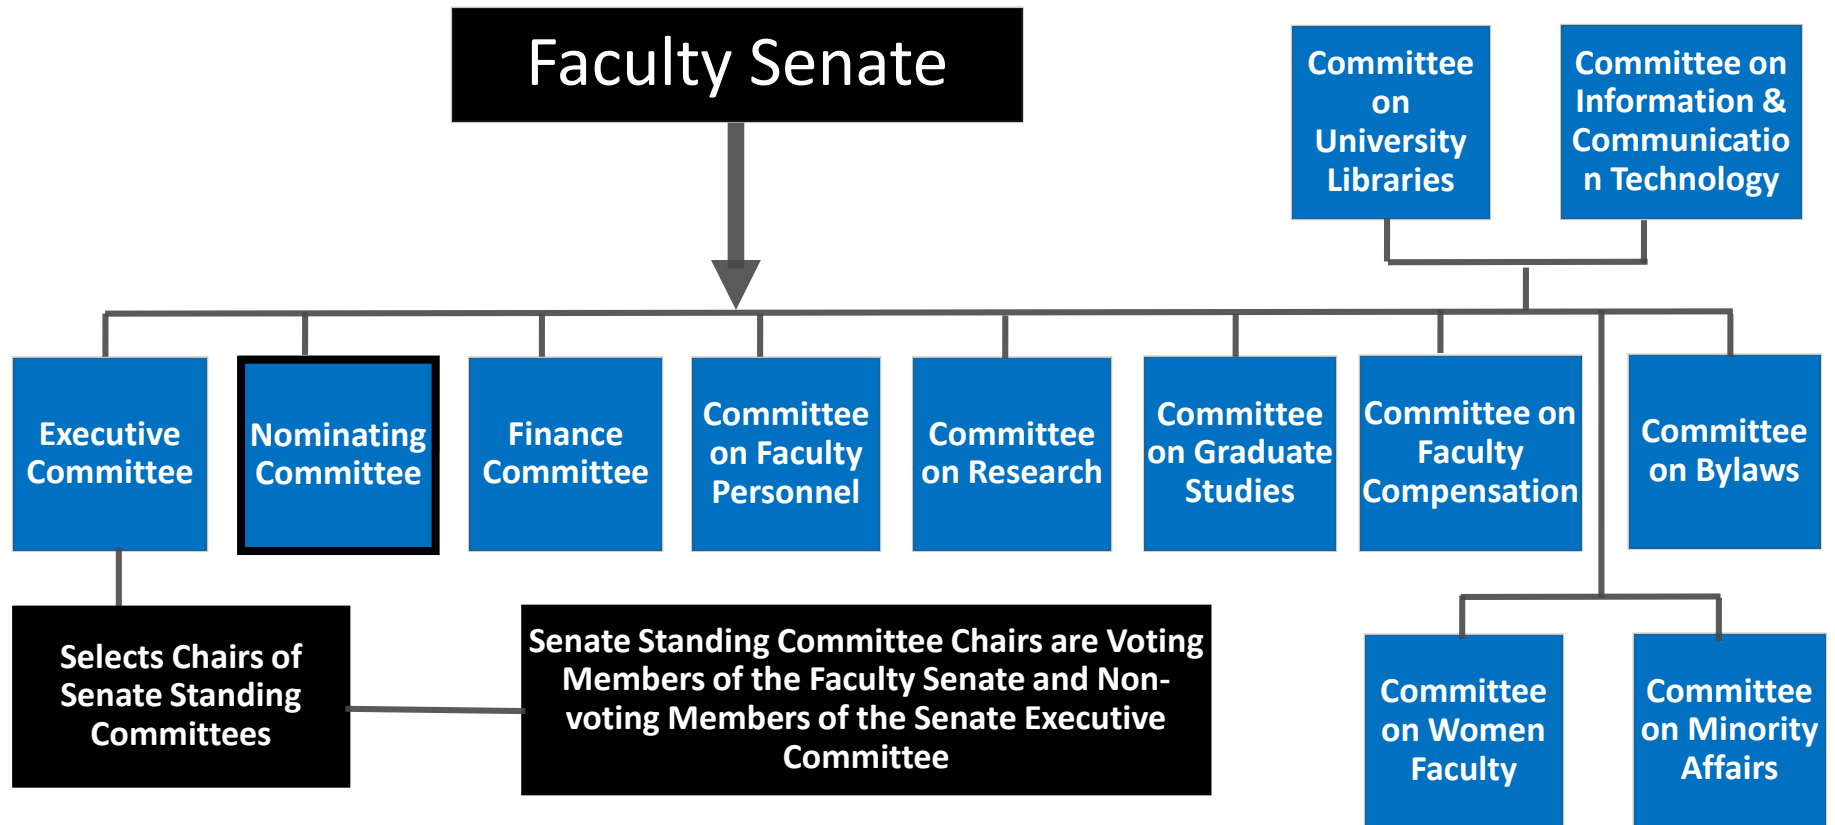 Faculty Senate
Committee
on
University
Libraries
Committee on
Information &
Communicatio
n Technology
Executive
Committee
Nominating
Committee
Finance
Committee
Committee
on Faculty
Personnel
Committee
on Research
Committee
on Graduate
Studies
Committee on
Faculty
Compensation
Committee
on Bylaws
Selects Chairs of
Senate Standing
Committees
Senate Standing Committee Chairs are Voting
Members of the Faculty Senate and Non-
voting Members of the Senate Executive
Committee
Committee
on Women
Faculty
Committee
on Minority
Affairs